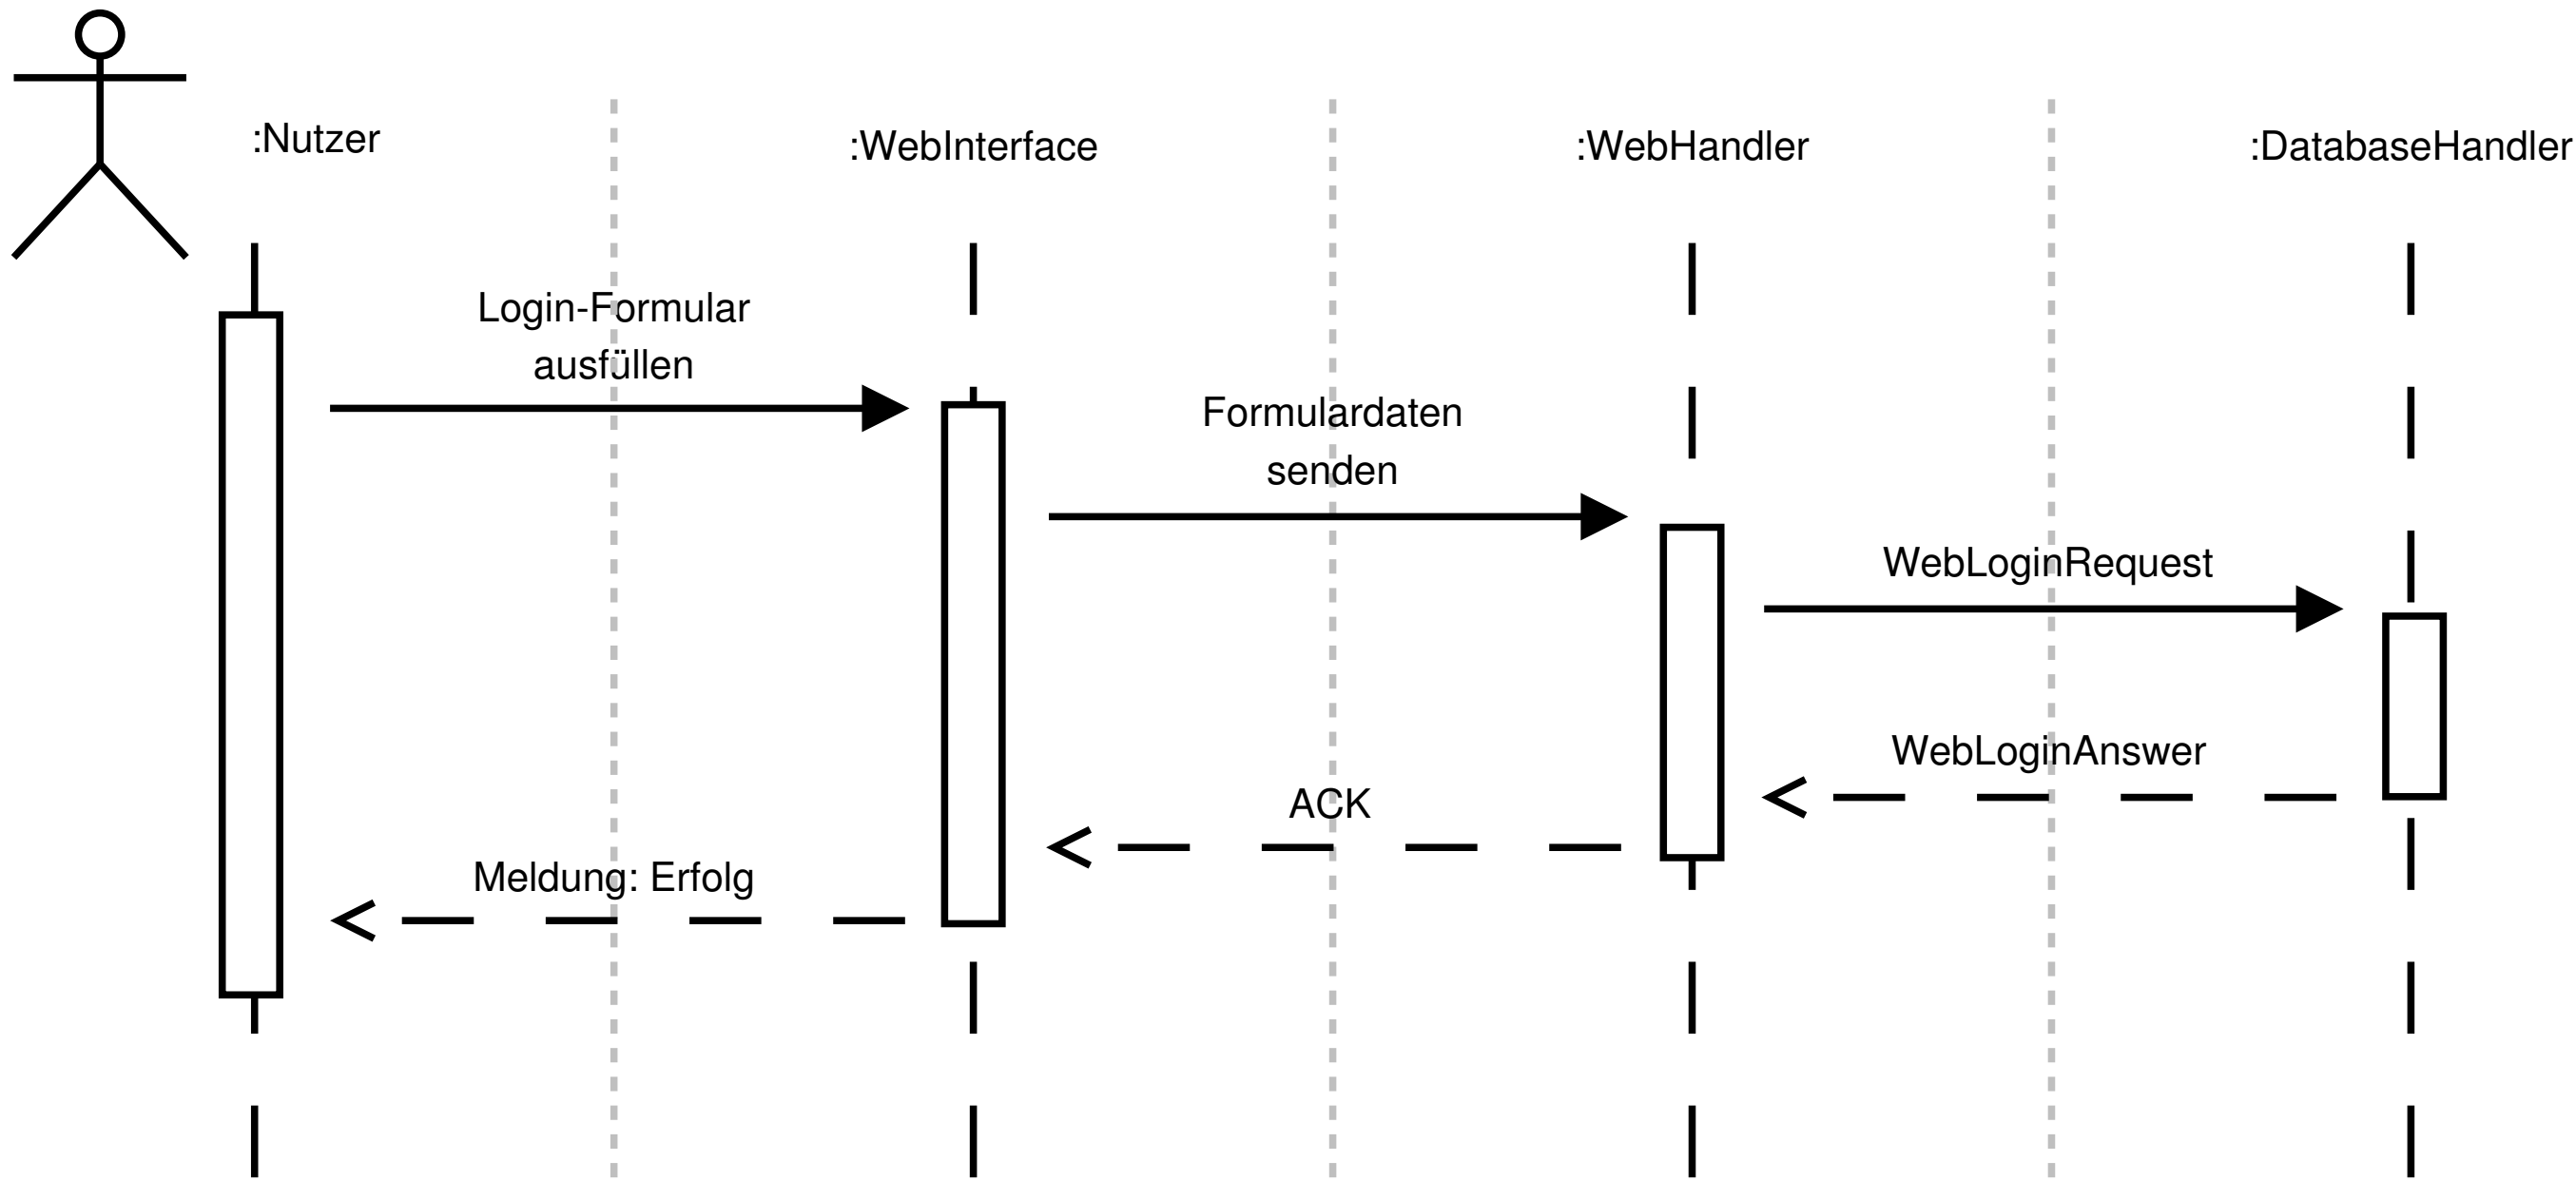 :Nutzer
:WebInterface
:WebHandler
:DatabaseHandler
Login-Formular
ausfüllen
Formulardaten
senden
WebLoginRequest
WebLoginAnswer
ACK
Meldung: Erfolg